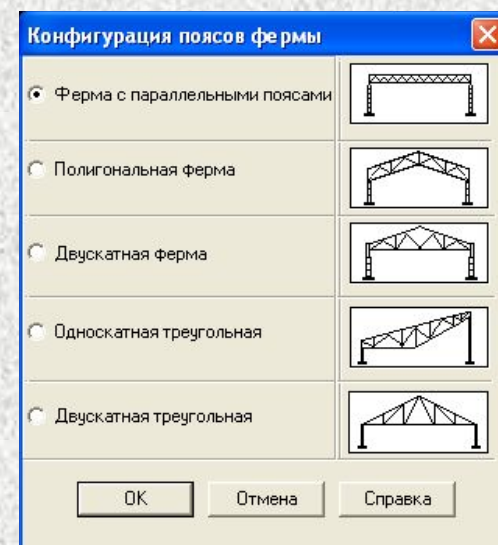 Конфигурация поясов фермы
Ферма с параллельными поясами
Полигональная ферма
Двускатная ферма
Односкатная треугольная
Двускатная треугольная
OK Отмена Справка